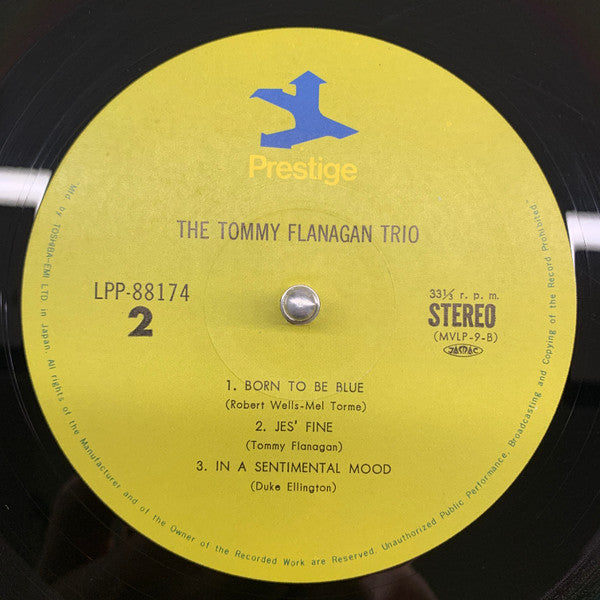 Prestige
THE TOMMY FLANAGAN TRIO
LPP-88174
2
33⅓ r. p. m.
STEREO
(MVLP-9-B)
JASRAC
1. BORN TO BE BLUE
(Robert Wells-Mel Torme)
2. JES' FINE
(Tommy Flanagan)
3. IN A SENTIMENTAL MOOD
(Duke Ellington)
Mfd by TOSHIBA-EMI LTD in Japan. All rights of the Manufacturer and of the Owner of the Recorded Work are Reserved. Unauthorized Public Performance, Broadcasting and Copying of the Record Prohibited.